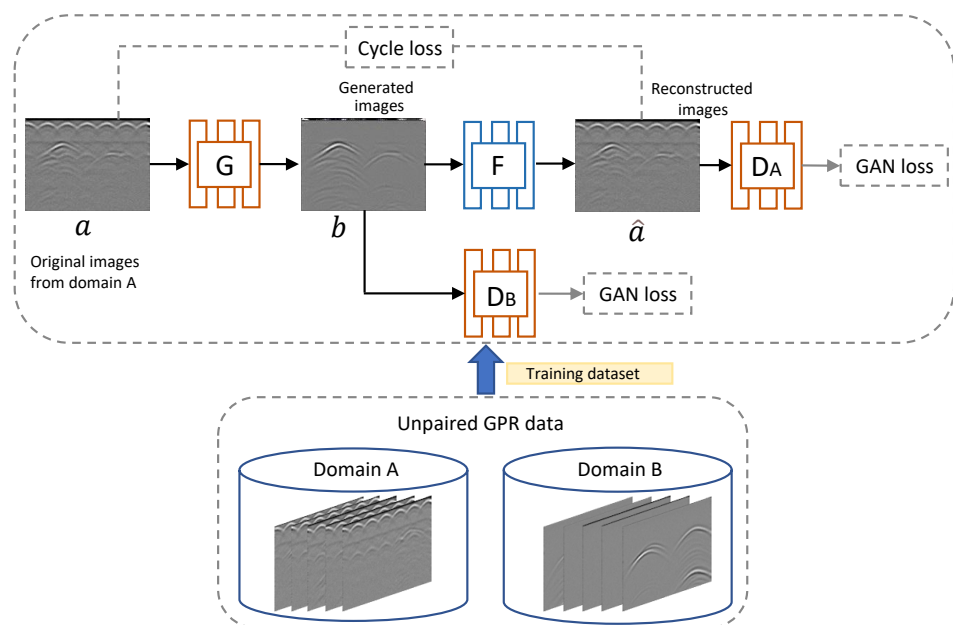 Cycle loss
Generated
images
Reconstructed
images
G
F
DA
GAN loss
a
b
â
Original images
from domain A
DB
GAN loss
Training dataset
Unpaired GPR data
Domain A
Domain B